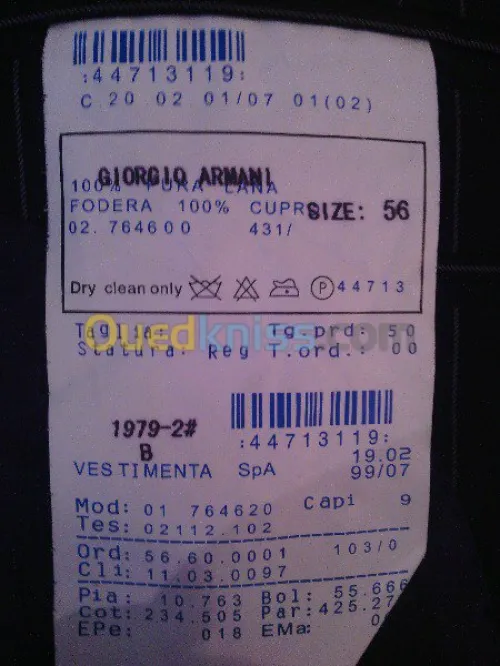 :44713119:
C.20 02 01/07 01(02)
GIORGIO ARMANI
100% PURA LANA
FODERA 100% CUPR
SIZE: 56
02.764600 431/
Dry clean only P 44713
Taglia: Tg.prd: 50
Ouedkniss.com
Statura: Reg T.ord.: 00
1979-2#
B
:44713119:
19.02
VESTIMENTA SpA 99/07
Mod: 01 764620 Capi 9
Tes: 02112.102
Ord: 56.60.0001 103/0
Cli: 11.03.0097
Pia: 10.763 Bol: 55.666
Cot: 234.505 Par: 425.27
EPe: 018 EMa: